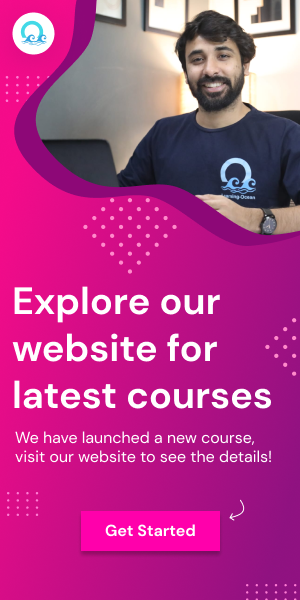 Explore our
website for
latest courses
We have launched a new course,
visit our website to see the details!
Get Started